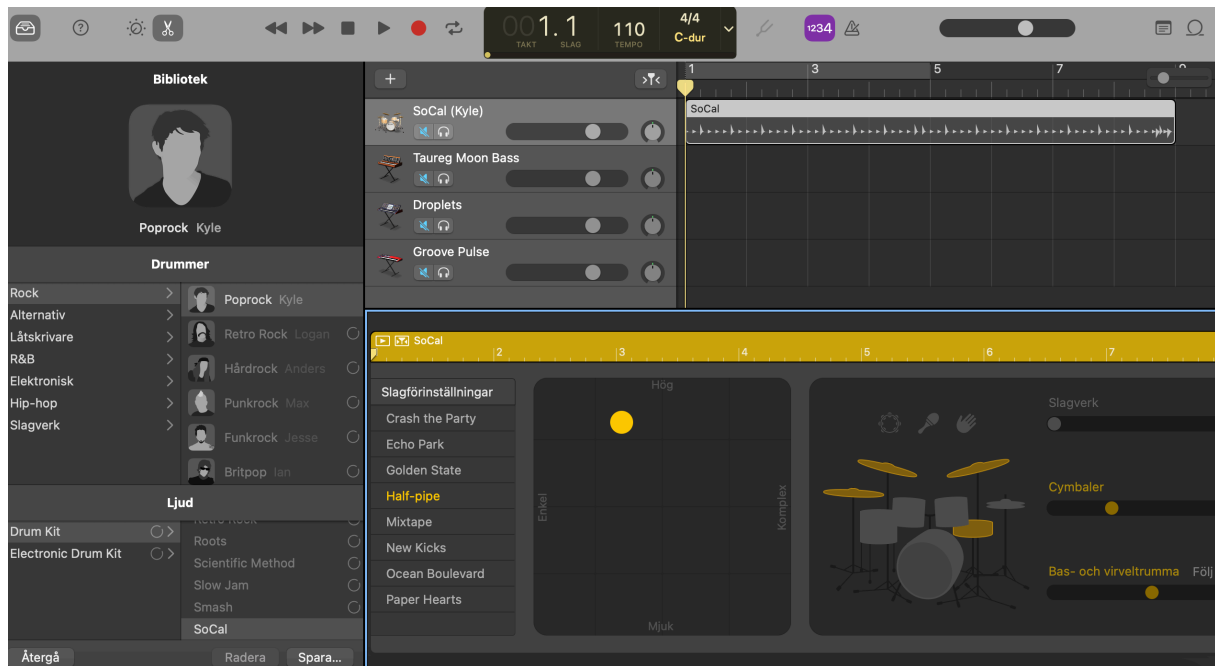 001.1
TAKT SLAG
110
TEMPO
4/4
C-dur
1234
Bibliotek
Poprock Kyle
Drummer
Rock
Alternativ
Låtskrivare
R&B
Elektronisk
Hip-hop
Slagverk
Poprock Kyle
Retro Rock Logan
Hårdrock Anders
Punkrock Max
Funkrock Jesse
Britpop Ian
Ljud
Drum Kit
Electronic Drum Kit
Retro Rock
Roots
Scientific Method
Slow Jam
Smash
SoCal
Återgå
Radera
Spara...
1 3 5 7
SoCal (Kyle)
Taureg Moon Bass
Droplets
Groove Pulse
SoCal
SoCal
2 3 4 5 6 7
Slagförinställningar
Crash the Party
Echo Park
Golden State
Half-pipe
Mixtape
New Kicks
Ocean Boulevard
Paper Hearts
Hög
Enkel
Komplex
Mjuk
Slagverk
Cymbaler
Bas- och virveltrumma Följ